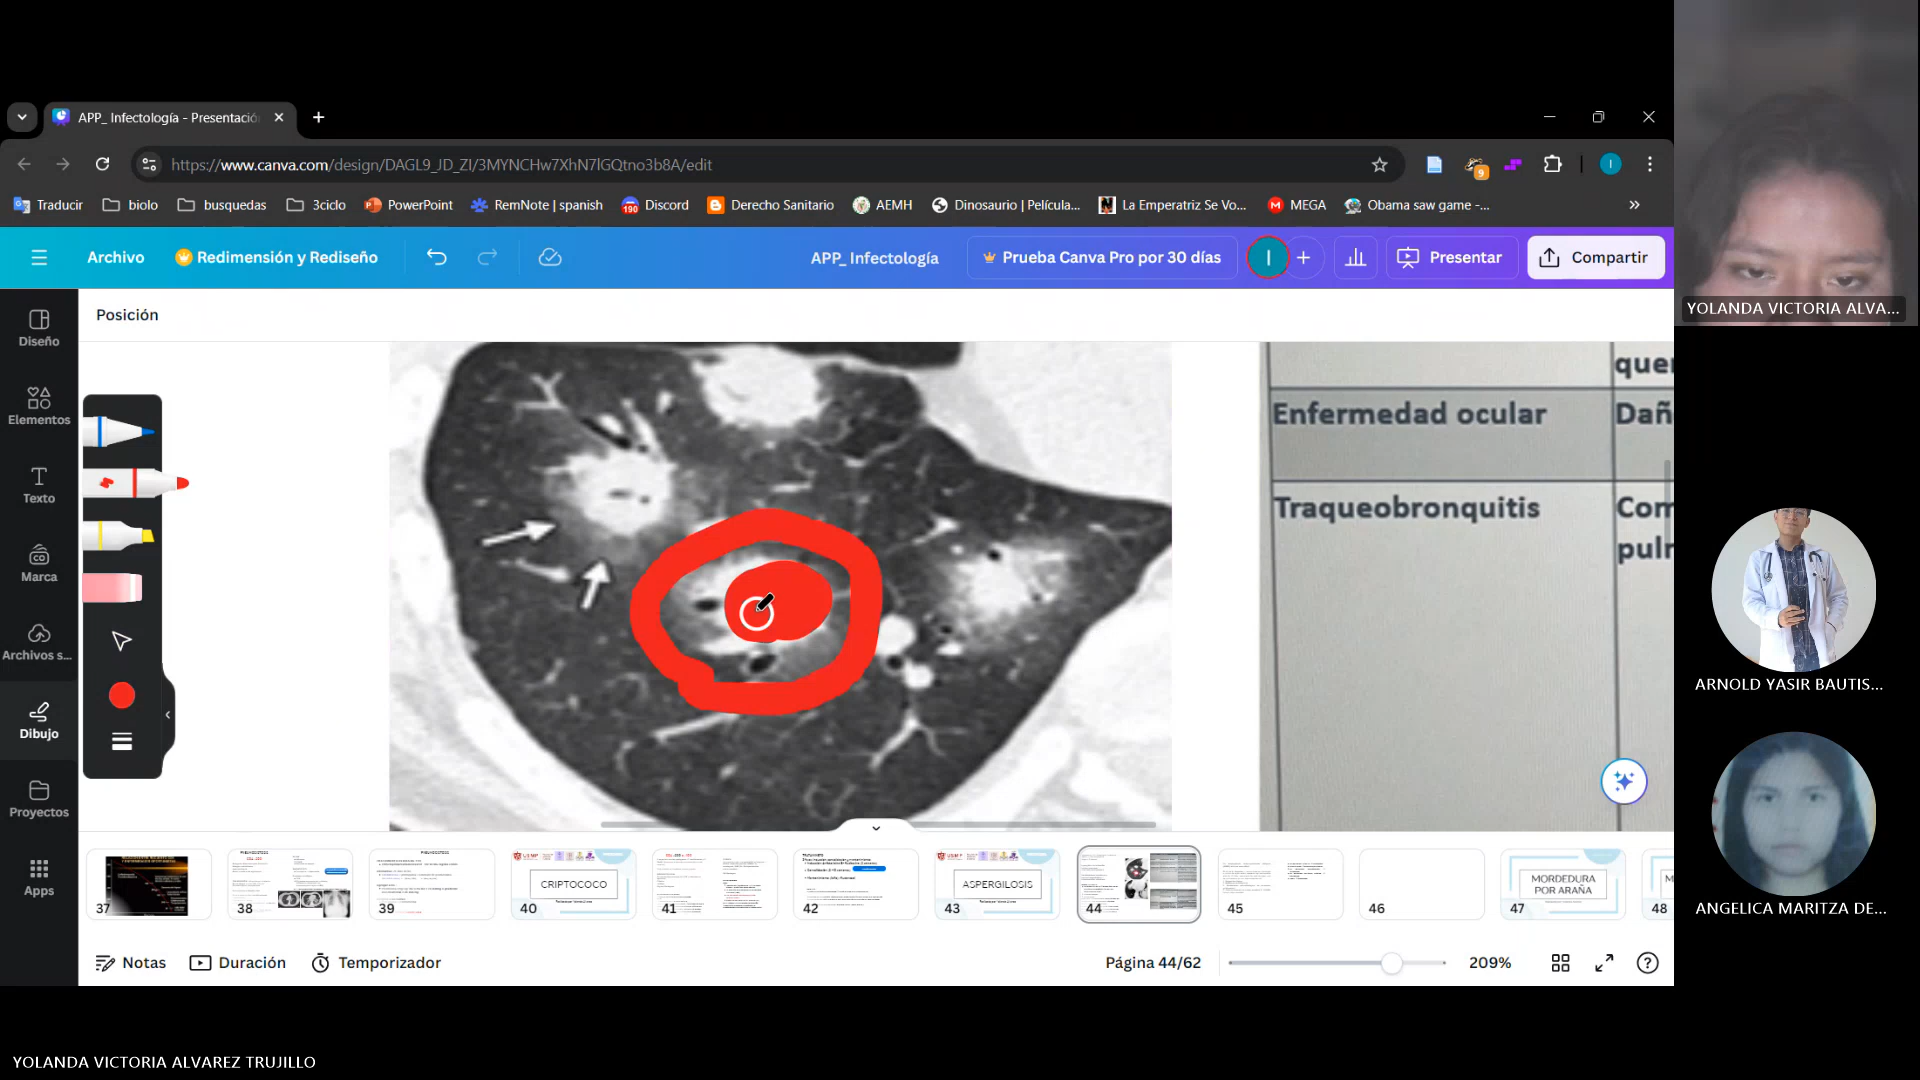 APP_ Infectología - Presentació
https://www.canva.com/design/DAGL9_JD_ZI/3MYNCHw7XhN7lGQtno3b8A/edit
9
I
Traducir
biolo
busquedas
3ciclo
PowerPoint
RemNote | spanish
190
Discord
Derecho Sanitario
AEMH
Dinosaurio | Película...
La Emperatriz Se Vo...
MEGA
Obama saw game -...
Archivo
Redimensión y Rediseño
APP_ Infectología
Prueba Canva Pro por 30 días
I
Presentar
Compartir
Posición
Diseño
Elementos
Texto
Marca
Archivos s...
Dibujo
Proyectos
Apps
Enfermedad ocular
Dañ
Traqueobronquitis
Com
37
38
39
CRIPTOCOCO
40
41
42
ASPERGILOSIS
43
44
45
46
MORDEDURA
POR ARAÑA
47
48
Notas
Duración
Temporizador
Página 44/62
209%
YOLANDA VICTORIA ALVA...
ARNOLD YASIR BAUTIS...
ANGELICA MARITZA DE...
YOLANDA VICTORIA ALVAREZ TRUJILLO